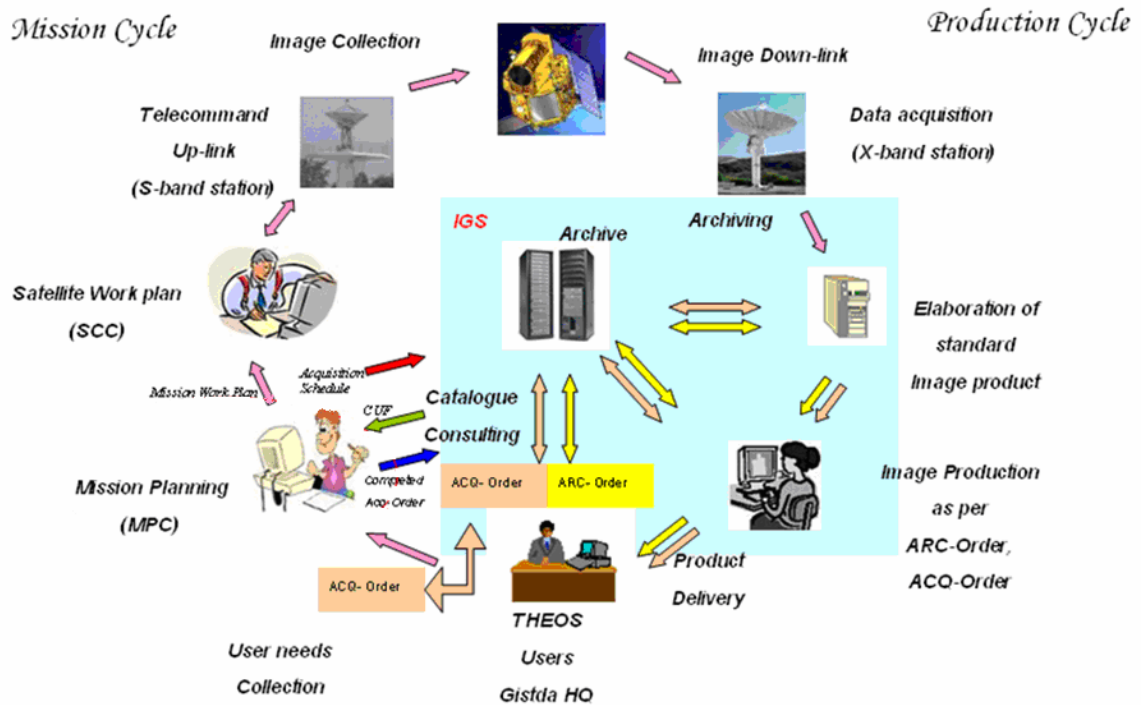 Mission Cycle
Production Cycle
Image Collection
Image Down-link
Telecommand
Up-link
(S-band station)
Data acquisition
(X-band station)
IGS
Archive
Archiving
Satellite Work plan
(SCC)
Elaboration of
standard
Image product
Mission Work Plan
Acquisition
Schedule
CUF
Catalogue
Consulting
Mission Planning
(MPC)
Completed
Acq-Order
ACQ- Order
ARC- Order
Image Production
as per
ARC-Order,
ACQ-Order
Product
Delivery
ACQ- Order
THEOS
Users
Gistda HQ
User needs
Collection